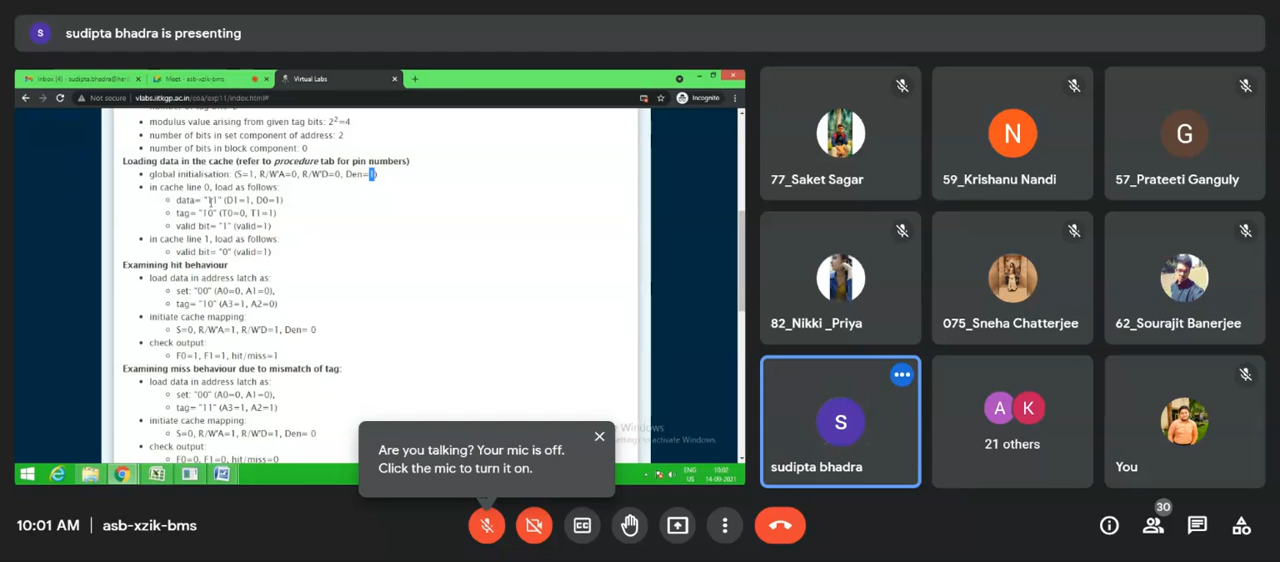 S
sudipta bhadra is presenting
Meet - asb-xzik-bms
Virtual Labs
Not secure
vlabs.iitkgp.ac.in/coa/exp11/index.html#
Incognito
modulus value arising from given tag bits: 2²=4
number of bits in set component of address: 2
number of bits in block component: 0
Loading data in the cache (refer to procedure tab for pin numbers)
global initialisation: (S=1, R/W'A=0, R/W'D=0, Den=1)
in cache line 0, load as follows:
data= "11" (D1=1, D0=1)
tag= "10" (T0=0, T1=1)
valid bit= "1" (valid=1)
in cache line 1, load as follows:
valid bit= "0" (valid=1)
Examining hit behaviour
load data in address latch as:
set: "00" (A0=0, A1=0),
tag= "10" (A3=1, A2=0)
initiate cache mapping:
S=0, R/W'A=1, R/W'D=1, Den= 0
check output:
F0=1, F1=1, hit/miss=1
Examining miss behaviour due to mismatch of tag:
load data in address latch as:
set: "00" (A0=0, A1=0),
tag= "11" (A3=1, A2=1)
initiate cache mapping:
S=0, R/W'A=1, R/W'D=1, Den= 0
check output:
F0=0, F1=0, hit/miss=0
Windows
to activate Windows.
ENG
US
10:02
14-09-2021
77_Saket Sagar
N
59_Krishanu Nandi
G
57_Prateeti Ganguly
82_Nikki _Priya
075_Sneha Chatterjee
62_Sourajit Banerjee
S
sudipta bhadra
A K
21 others
You
Are you talking? Your mic is off.
Click the mic to turn it on.
10:01 AM | asb-xzik-bms
CC
30